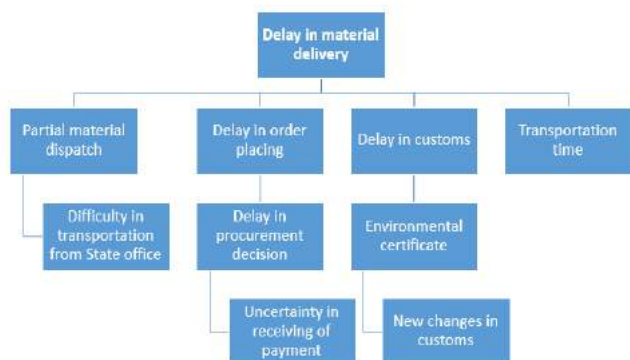 Delay in material
delivery
Partial material
dispatch
Delay in order
placing
Delay in customs
Transportation
time
Difficulty in
transportation
from State office
Delay in
procurement
decision
Environmental
certificate
Uncertainty in
receiving of
payment
New changes in
customs